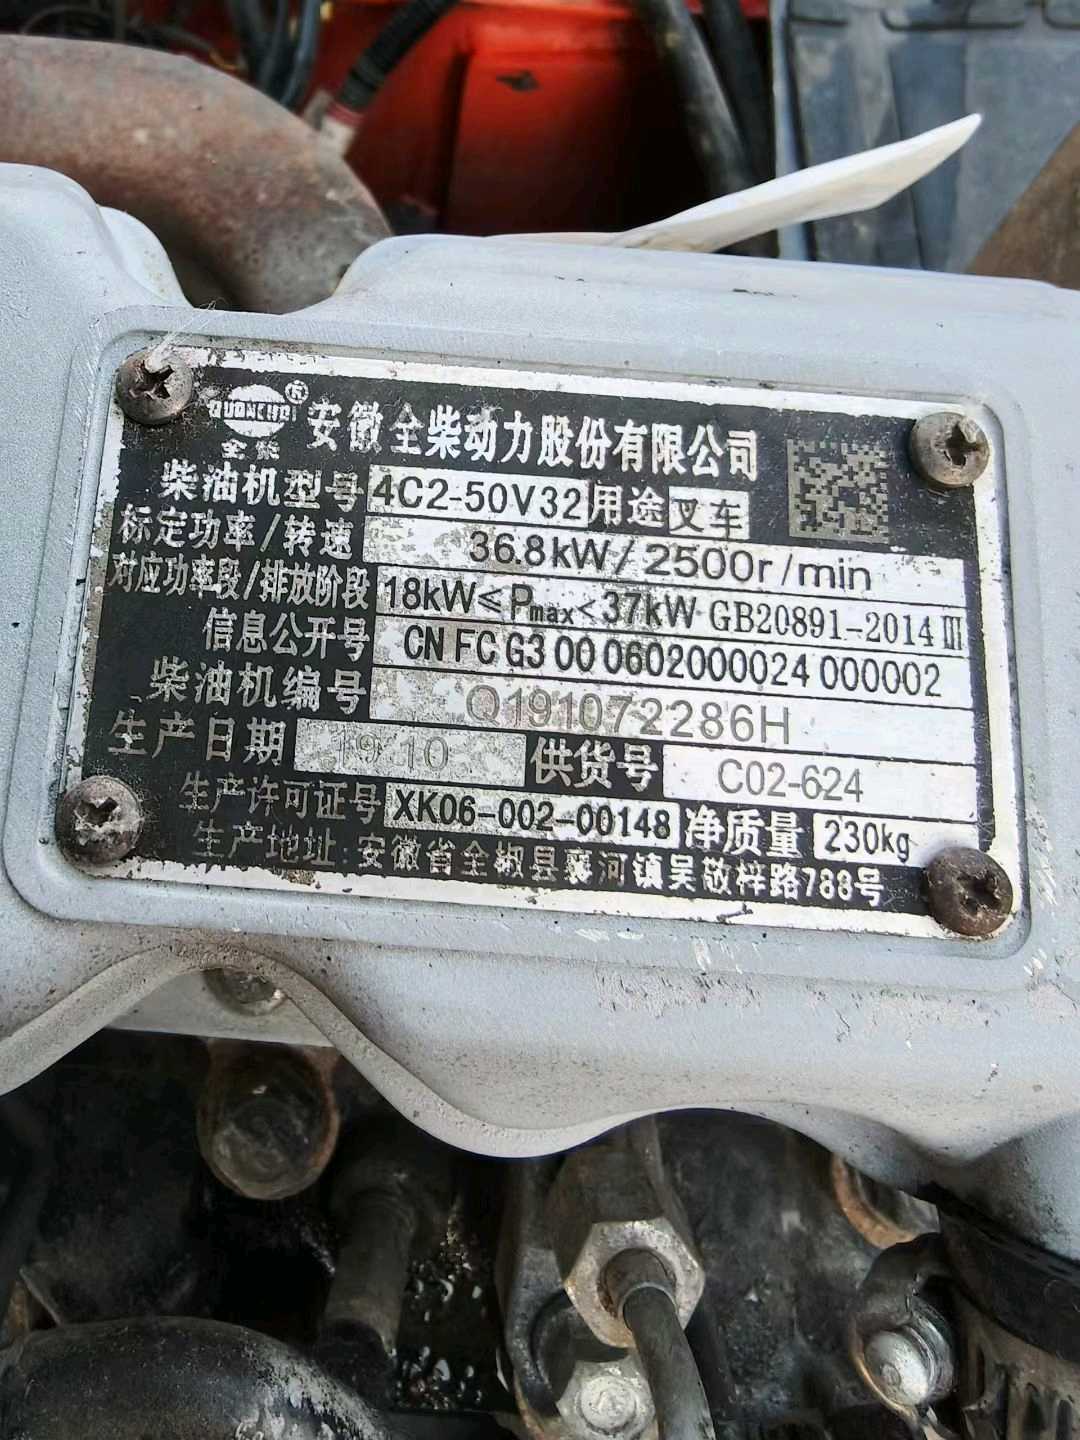 QUANCHAI ®
全柴
安徽全柴动力股份有限公司
柴油机型号 4C2-50V32 用途 叉车
标定功率/转速 36.8kW/2500r/min
对应功率段/排放阶段 18kW≤Pmax<37kW GB20891-2014Ⅲ
信息公开号 CN FC G3 00 0602000024 000002
柴油机编号 Q191072286H
生产日期 19.10 供货号 C02-624
生产许可证号 XK06-002-00148 净质量 230kg
生产地址:安徽省全椒县襄河镇吴敬梓路788号